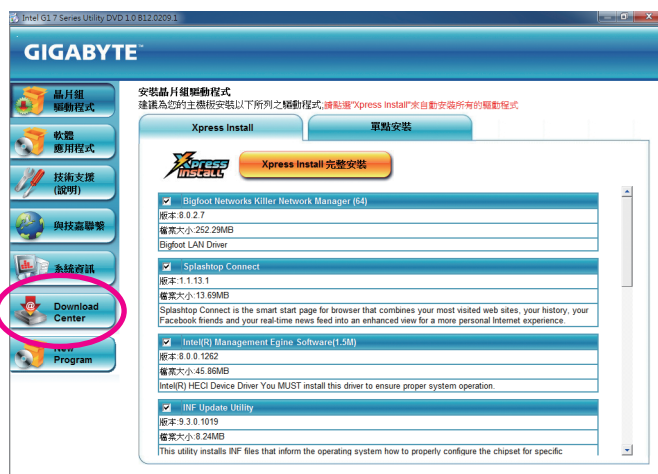 Intel G1 7 Series Utility DVD 1.0 B12.0209.1
GIGABYTE™
晶片組
驅動程式
軟體
應用程式
技術支援
(說明)
與技嘉聯繫
系統資訊
Download
Center
New
Program
安裝晶片組驅動程式
建議為您的主機板安裝以下所列之驅動程式;請點選"Xpress Install"來自動安裝所有的驅動程式
Xpress Install
單點安裝
Xpress
INSTALL
Xpress Install 完整安裝
Bigfoot Networks Killer Network Manager (64)
版本:8.0.2.7
檔案大小:252.29MB
Bigfoot LAN Driver
Splashtop Connect
版本:1.1.13.1
檔案大小:13.69MB
Splashtop Connect is the smart start page for browser that combines your most visited web sites, your history, your
Facebook friends and your real-time news feed into an enhanced view for a more personal Internet experience.
Intel(R) Management Egine Software(1.5M)
版本:8.0.0.1262
檔案大小:45.86MB
Intel(R) HECI Device Driver You MUST install this driver to ensure proper system operation.
INF Update Utility
版本:9.3.0.1019
檔案大小:8.24MB
This utility installs INF files that inform the operating system how to properly configure the chipset for specific